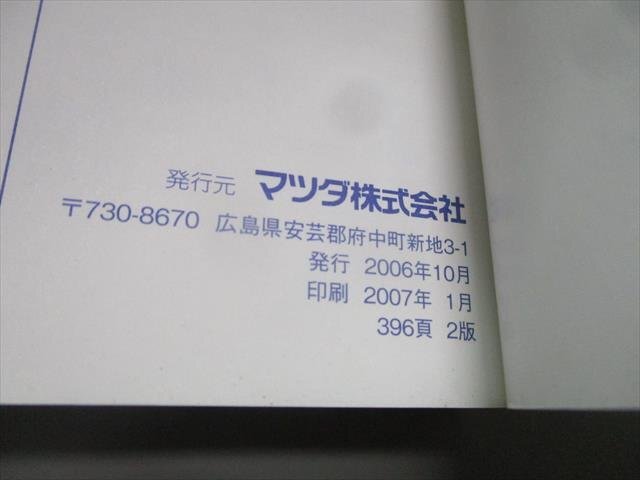 発行元 マツダ株式会社
〒730-8670 広島県安芸郡府中町新地3-1
発行 2006年10月
印刷 2007年 1月
396頁 2版